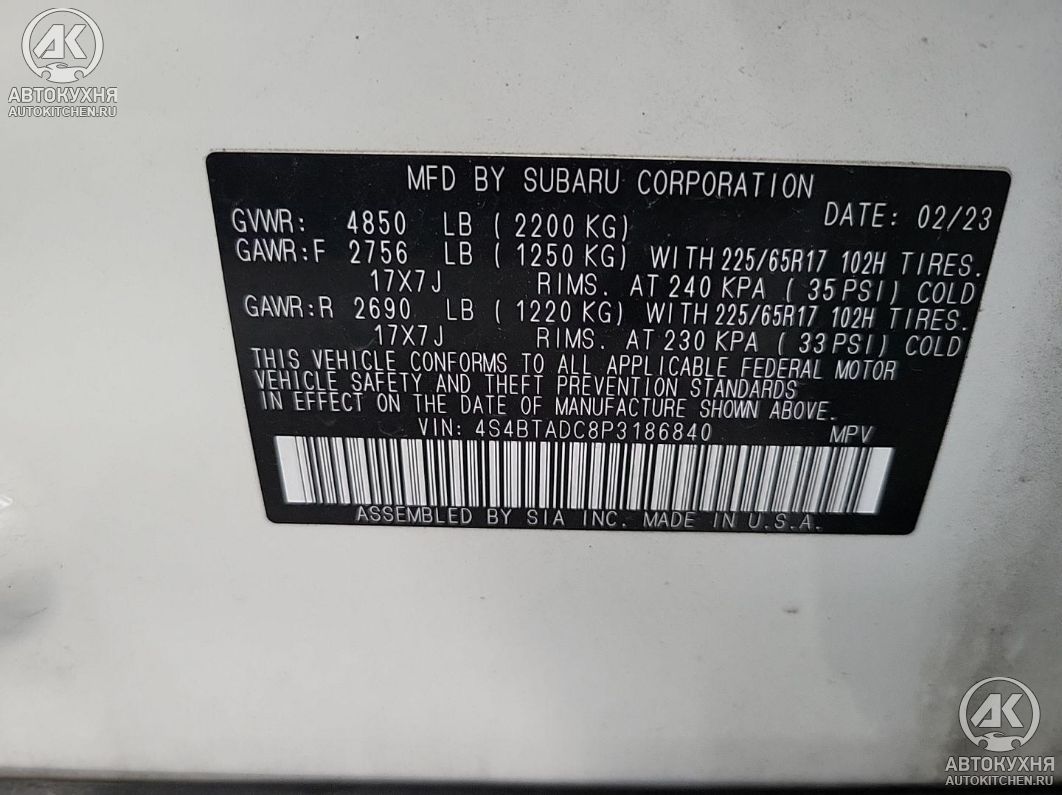 AK
АВТОКУХНЯ
AUTOKITCHEN.RU
MFD BY SUBARU CORPORATION
DATE: 02/23
GVWR: 4850 LB ( 2200 KG)
GAWR:F 2756 LB ( 1250 KG) WITH 225/65R17 102H TIRES.
17X7J RIMS. AT 240 KPA ( 35 PSI) COLD
GAWR:R 2690 LB ( 1220 KG) WITH 225/65R17 102H TIRES.
17X7J RIMS. AT 230 KPA ( 33 PSI) COLD
THIS VEHICLE CONFORMS TO ALL APPLICABLE FEDERAL MOTOR
VEHICLE SAFETY AND THEFT PREVENTION STANDARDS
IN EFFECT ON THE DATE OF MANUFACTURE SHOWN ABOVE.
VIN: 4S4BTADC8P3186840 MPV
ASSEMBLED BY SIA INC. MADE IN U.S.A.
AK
АВТОКУХНЯ
AUTOKITCHEN.RU